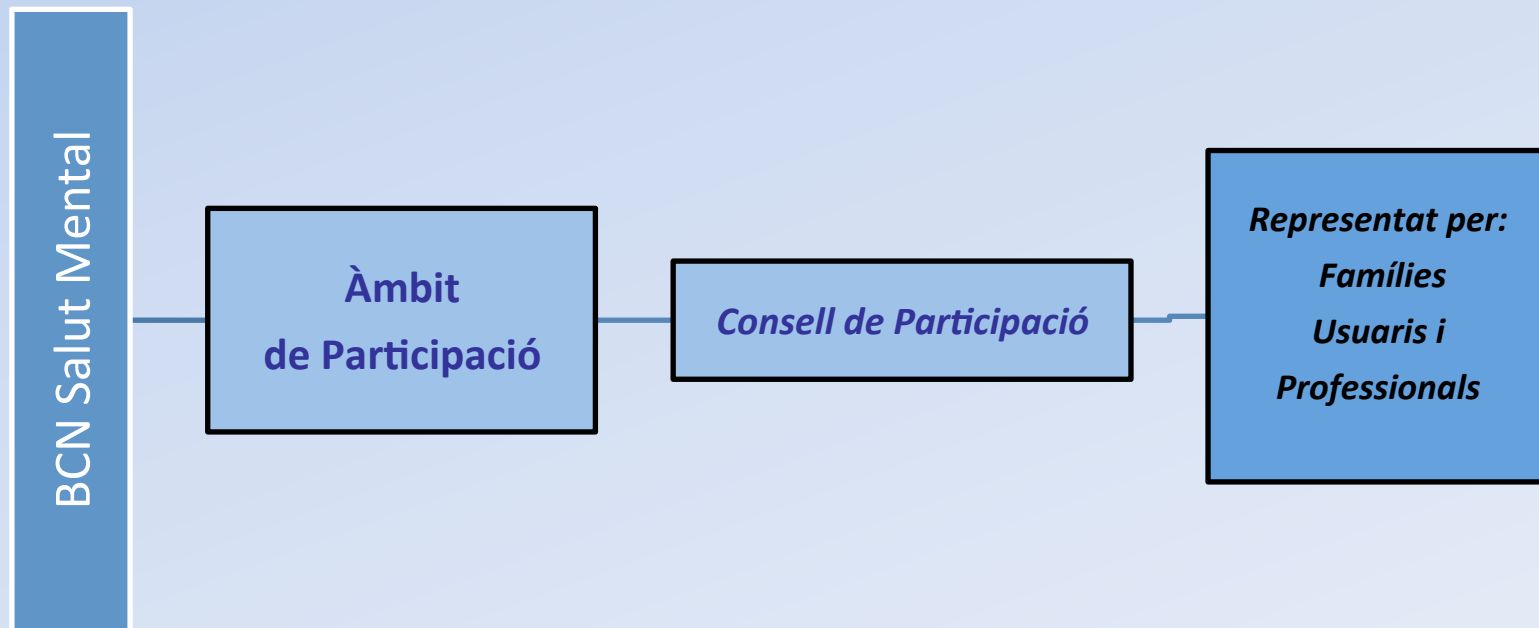 BCN Salut Mental
Àmbit
de Participació
Consell de Participació
Representat per:
Famílies
Usuaris i
Professionals